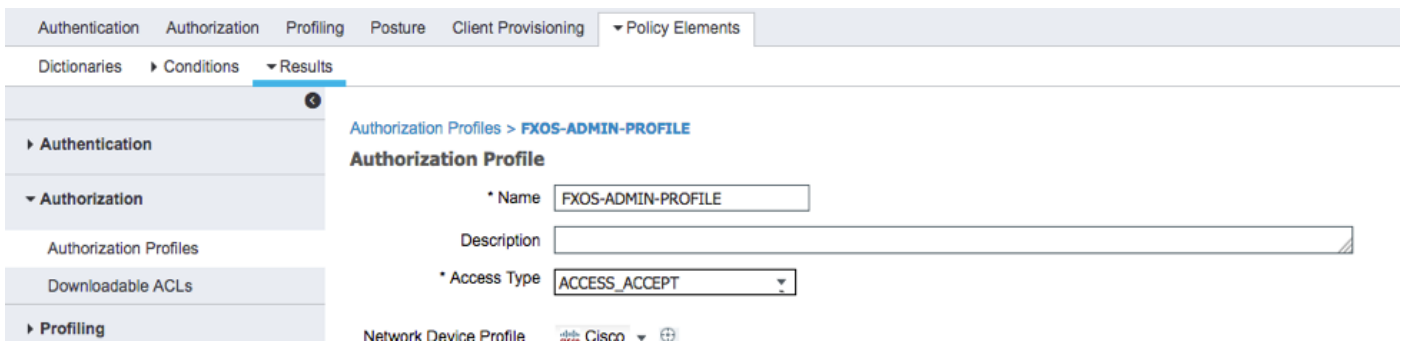 Authentication Authorization Profiling Posture Client Provisioning Policy Elements
Dictionaries Conditions Results
Authorization Profiles > FXOS-ADMIN-PROFILE
Authentication
Authorization Profile
Authorization
* Name FXOS-ADMIN-PROFILE
Description
Authorization Profiles
* Access Type ACCESS_ACCEPT
Downloadable ACLs
Profiling
Network Device Profile Cisco